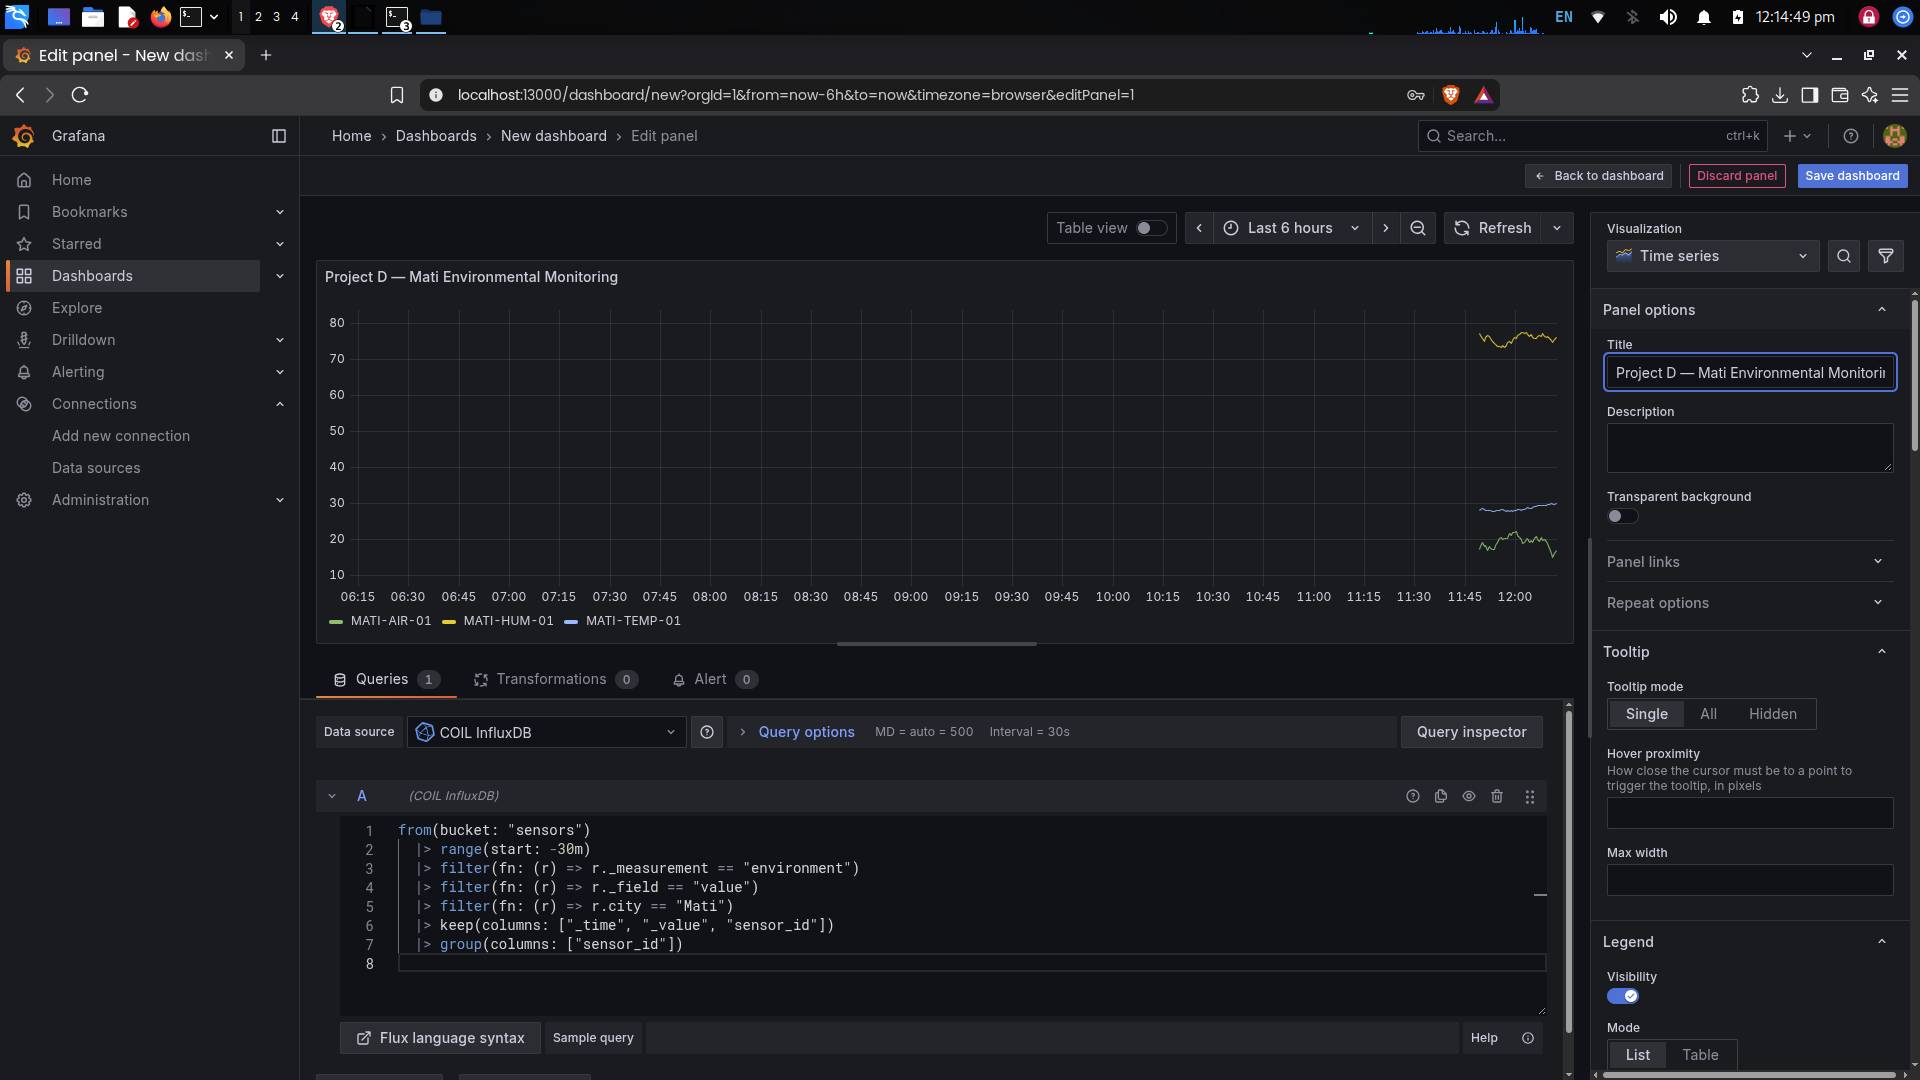 1 2 3 4
2
3
EN
12:14:49 pm
Edit panel - New dash
localhost:13000/dashboard/new?orgId=1&from=now-6h&to=now&timezone=browser&editPanel=1
Grafana
Home › Dashboards › New dashboard › Edit panel
Search...
ctrl+k
Back to dashboard
Discard panel
Save dashboard
Home
Bookmarks
Starred
Dashboards
Explore
Drilldown
Alerting
Connections
Add new connection
Data sources
Administration
Table view
Last 6 hours
Refresh
Project D — Mati Environmental Monitoring
80
70
60
50
40
30
20
10
06:15 06:30 06:45 07:00 07:15 07:30 07:45 08:00 08:15 08:30 08:45 09:00 09:15 09:30 09:45 10:00 10:15 10:30 10:45 11:00 11:15 11:30 11:45 12:00
MATI-AIR-01 MATI-HUM-01 MATI-TEMP-01
Queries 1
Transformations 0
Alert 0
Data source
COIL InfluxDB
Query options
MD = auto = 500
Interval = 30s
Query inspector
A
(COIL InfluxDB)
1 from(bucket: "sensors")
2 |> range(start: -30m)
3 |> filter(fn: (r) => r._measurement == "environment")
4 |> filter(fn: (r) => r._field == "value")
5 |> filter(fn: (r) => r.city == "Mati")
6 |> keep(columns: ["_time", "_value", "sensor_id"])
7 |> group(columns: ["sensor_id"])
8
Flux language syntax
Sample query
Help
Visualization
Time series
Panel options
Title
Project D — Mati Environmental Monitorin
Description
Transparent background
Panel links
Repeat options
Tooltip
Tooltip mode
Single All Hidden
Hover proximity
How close the cursor must be to a point to
trigger the tooltip, in pixels
Max width
Legend
Visibility
Mode
List Table